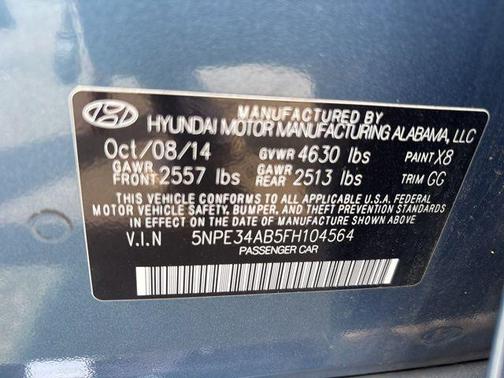 MANUFACTURED BY
HYUNDAI MOTOR MANUFACTURING ALABAMA, LLC
Oct/08/14 GVWR 4630 lbs PAINT X8
GAWR FRONT 2557 lbs GAWR REAR 2513 lbs TRIM GG
THIS VEHICLE CONFORMS TO ALL APPLICABLE U.S.A. FEDERAL
MOTOR VEHICLE SAFETY, BUMPER, AND THEFT PREVENTION STANDARDS
IN EFFECT ON THE DATE OF MANUFACTURE SHOWN ABOVE.
V.I.N 5NPE34AB5FH104564
PASSENGER CAR